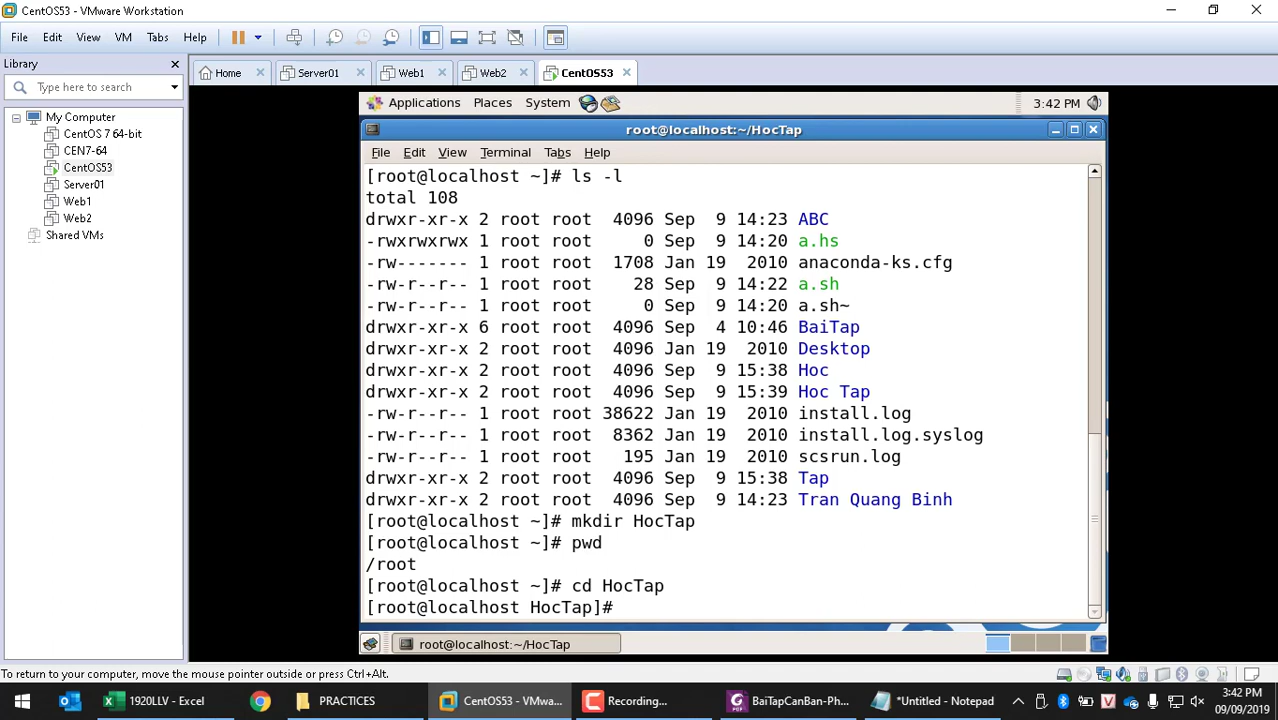 CentOS53 - VMware Workstation
File Edit View VM Tabs Help
Library
Type here to search
My Computer
CentOS 7 64-bit
CEN7-64
CentOS53
Server01
Web1
Web2
Shared VMs
Home Server01 Web1 Web2 CentOS53
Applications Places System 3:42 PM
root@localhost:~/HocTap
File Edit View Terminal Tabs Help
[root@localhost ~]# ls -l
total 108
drwxr-xr-x 2 root root 4096 Sep 9 14:23 ABC
-rwxrwxrwx 1 root root 0 Sep 9 14:20 a.hs
-rw------- 1 root root 1708 Jan 19 2010 anaconda-ks.cfg
-rw-r--r-- 1 root root 28 Sep 9 14:22 a.sh
-rw-r--r-- 1 root root 0 Sep 9 14:20 a.sh~
drwxr-xr-x 6 root root 4096 Sep 4 10:46 BaiTap
drwxr-xr-x 2 root root 4096 Jan 19 2010 Desktop
drwxr-xr-x 2 root root 4096 Sep 9 15:38 Hoc
drwxr-xr-x 2 root root 4096 Sep 9 15:39 Hoc Tap
-rw-r--r-- 1 root root 38622 Jan 19 2010 install.log
-rw-r--r-- 1 root root 8362 Jan 19 2010 install.log.syslog
-rw-r--r-- 1 root root 195 Jan 19 2010 scsrun.log
drwxr-xr-x 2 root root 4096 Sep 9 15:38 Tap
drwxr-xr-x 2 root root 4096 Sep 9 14:23 Tran Quang Binh
[root@localhost ~]# mkdir HocTap
[root@localhost ~]# pwd
/root
[root@localhost ~]# cd HocTap
[root@localhost HocTap]#
root@localhost:~/HocTap
To return to your computer, move the mouse pointer outside or press Ctrl+Alt.
1920LLV - Excel PRACTICES CentOS53 - VMwa... Recording... BaiTapCanBan-Ph... *Untitled - Notepad
3:42 PM
09/09/2019